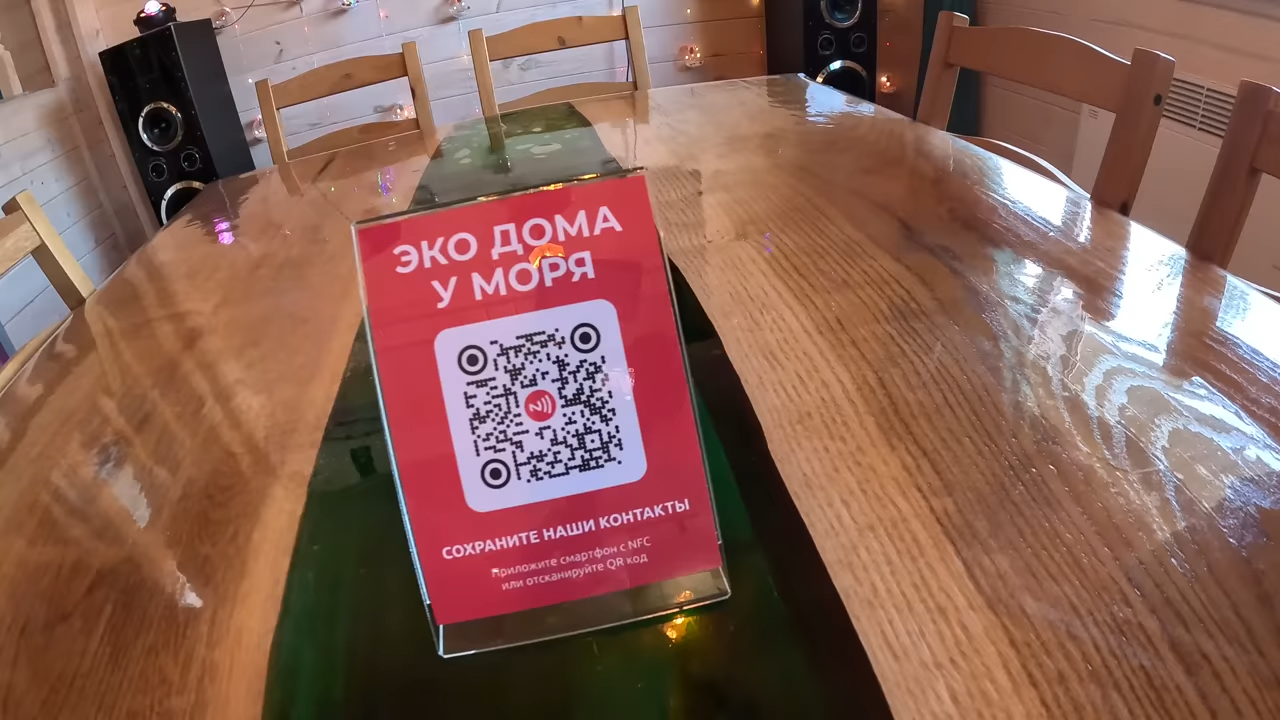 ЭКО ДОМА
У МОРЯ
СОХРАНИТЕ НАШИ КОНТАКТЫ
Приложите смартфон с NFC
или отсканируйте QR код